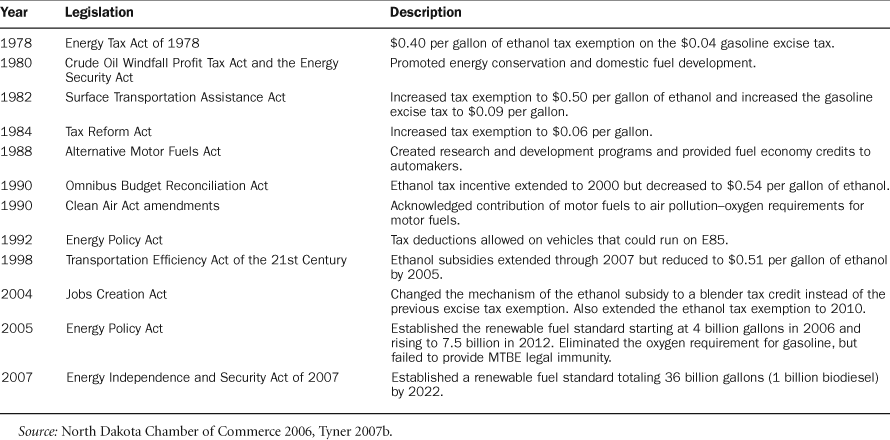 Year Legislation Description
1978 Energy Tax Act of 1978 $0.40 per gallon of ethanol tax exemption on the $0.04 gasoline excise tax.
1980 Crude Oil Windfall Profit Tax Act and the Energy Promoted energy conservation and domestic fuel development.
Security Act
1982 Surface Transportation Assistance Act Increased tax exemption to $0.50 per gallon of ethanol and increased the gasoline
excise tax to $0.09 per gallon.
1984 Tax Reform Act Increased tax exemption to $0.06 per gallon.
1988 Alternative Motor Fuels Act Created research and development programs and provided fuel economy credits to
automakers.
1990 Omnibus Budget Reconciliation Act Ethanol tax incentive extended to 2000 but decreased to $0.54 per gallon of ethanol.
1990 Clean Air Act amendments Acknowledged contribution of motor fuels to air pollution–oxygen requirements for
motor fuels.
1992 Energy Policy Act Tax deductions allowed on vehicles that could run on E85.
1998 Transportation Efficiency Act of the 21st Century Ethanol subsidies extended through 2007 but reduced to $0.51 per gallon of ethanol
by 2005.
2004 Jobs Creation Act Changed the mechanism of the ethanol subsidy to a blender tax credit instead of the
previous excise tax exemption. Also extended the ethanol tax exemption to 2010.
2005 Energy Policy Act Established the renewable fuel standard starting at 4 billion gallons in 2006 and
rising to 7.5 billion in 2012. Eliminated the oxygen requirement for gasoline, but
failed to provide MTBE legal immunity.
2007 Energy Independence and Security Act of 2007 Established a renewable fuel standard totaling 36 billion gallons (1 billion biodiesel)
by 2022.
Source: North Dakota Chamber of Commerce 2006, Tyner 2007b.